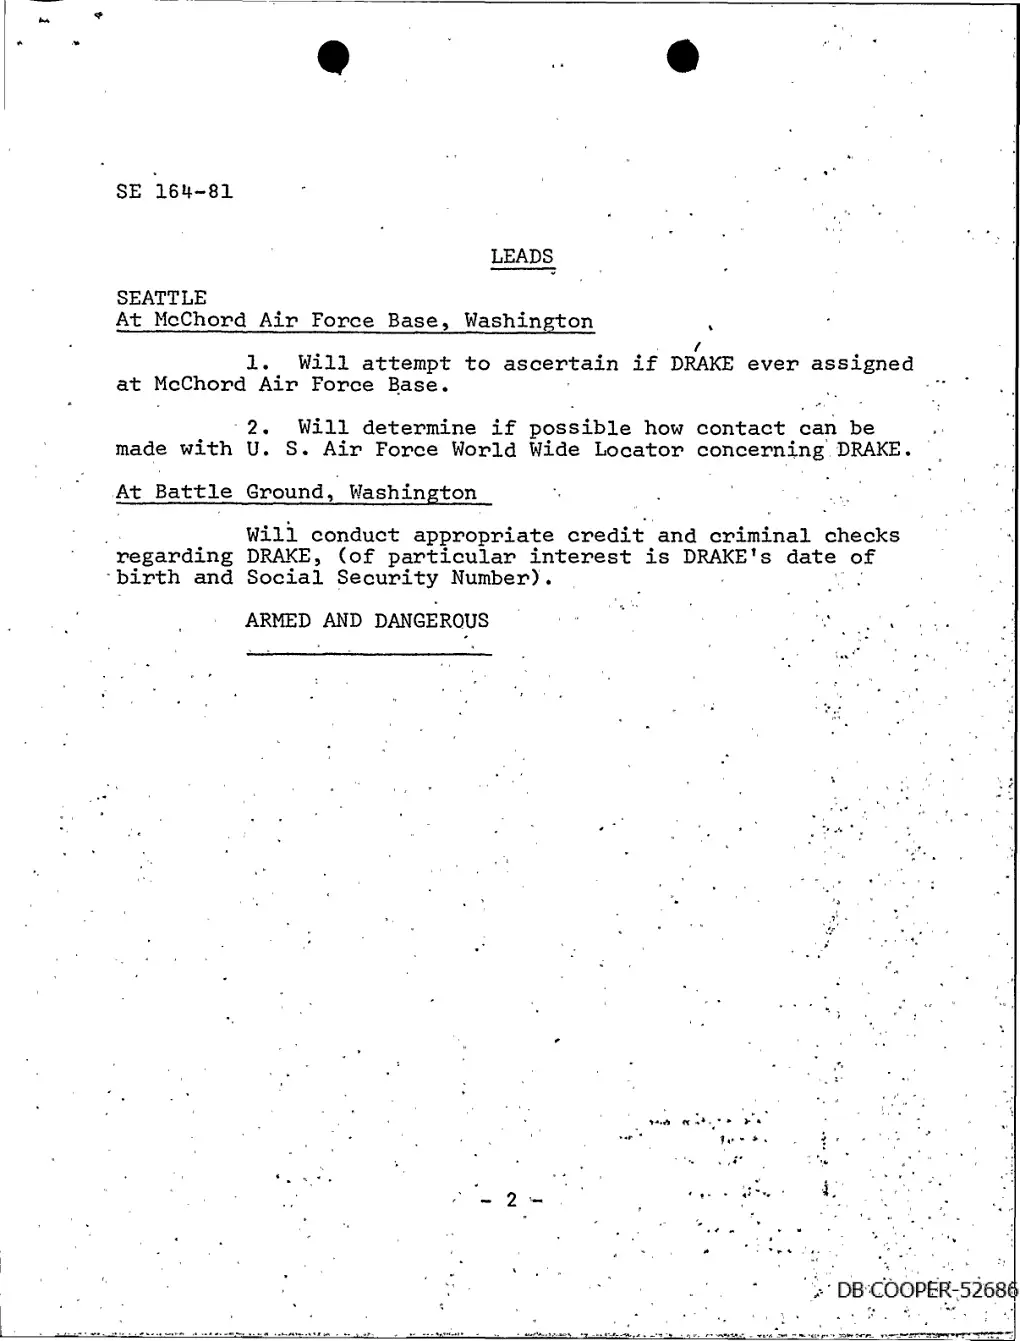 SE 164-81
LEADS
SEATTLE
At McChord Air Force Base, Washington
1. Will attempt to ascertain if DRAKE ever assigned
at McChord Air Force Base.
2. Will determine if possible how contact can be
made with U. S. Air Force World Wide Locator concerning DRAKE.
At Battle Ground, Washington
Will conduct appropriate credit and criminal checks
regarding DRAKE, (of particular interest is DRAKE's date of
birth and Social Security Number).
ARMED AND DANGEROUS
- 2 -
DB COOPER-52686